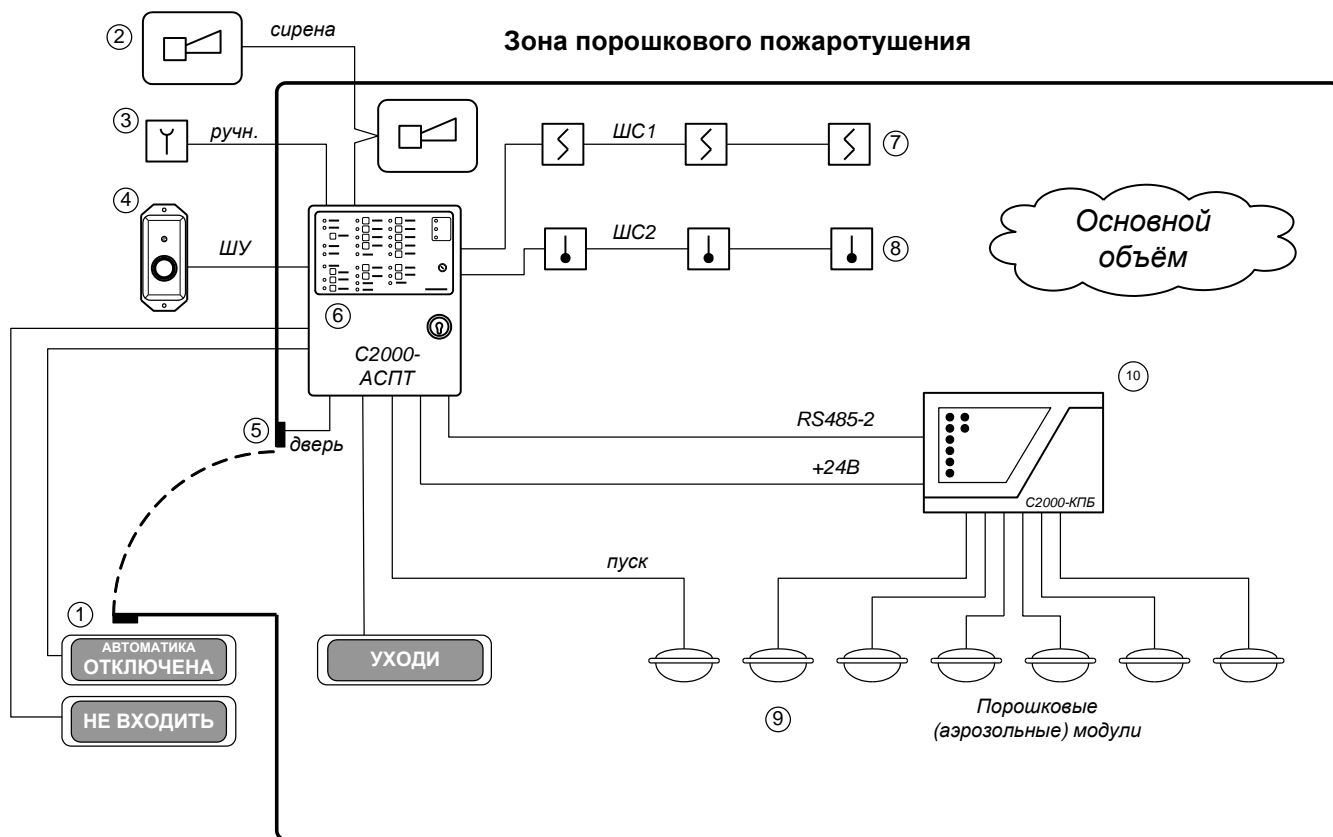 Зона порошкового пожаротушения
2
сирена
3
ручн.
ШС1
7
4
ШУ
ШС2
8
Основной
объём
6
С2000-
АСПТ
10
5
дверь
RS485-2
+24В
С2000-КПБ
пуск
1
АВТОМАТИКА
ОТКЛЮЧЕНА
УХОДИ
НЕ ВХОДИТЬ
9
Порошковые
(аэрозольные) модули